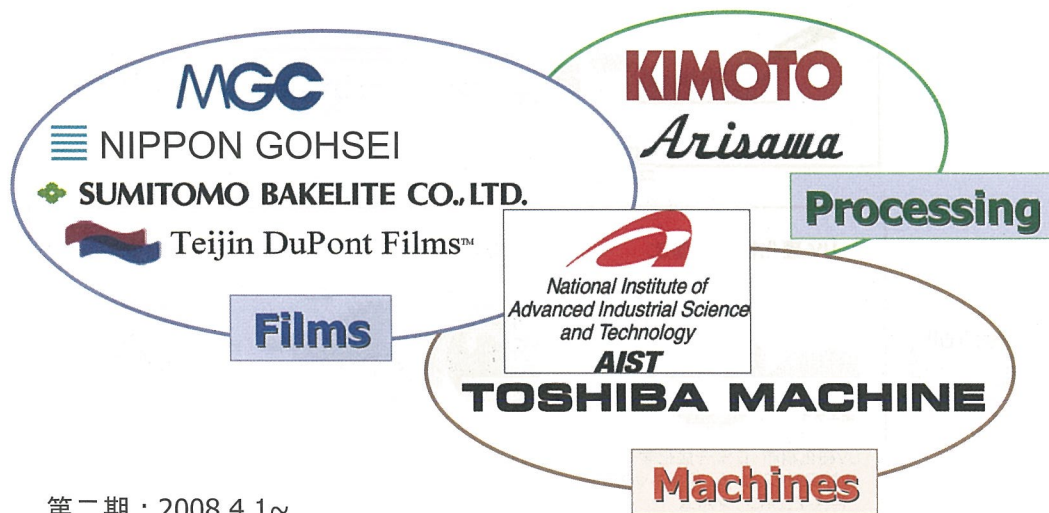 MGC
NIPPON GOHSEI
SUMITOMO BAKELITE CO., LTD.
Teijin DuPont Films™
Films
KIMOTO
Arisawa
Processing
National Institute of
Advanced Industrial Science
and Technology
AIST
TOSHIBA MACHINE
Machines
第二期：2008.4.1~